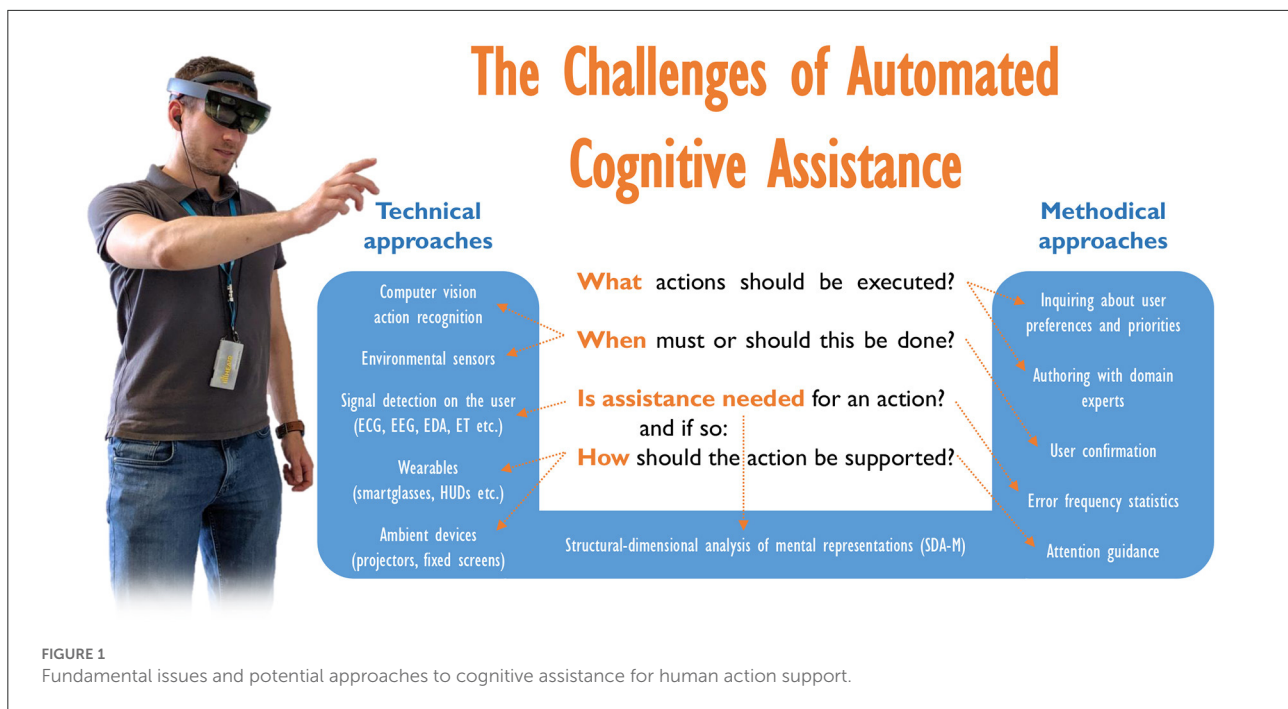 The Challenges of Automated
Cognitive Assistance
Technical
approaches
Computer vision
action recognition
Environmental sensors
Signal detection on the user
(ECG, EEG, EDA, ET etc.)
Wearables
(smartglasses, HUDs etc.)
Ambient devices
(projectors, fixed screens)
What actions should be executed?
When must or should this be done?
Is assistance needed for an action?
and if so:
How should the action be supported?
Structural-dimensional analysis of mental representations (SDA-M)
Methodical
approaches
Inquiring about user
preferences and priorities
Authoring with domain
experts
User confirmation
Error frequency statistics
Attention guidance
FIGURE 1
Fundamental issues and potential approaches to cognitive assistance for human action support.